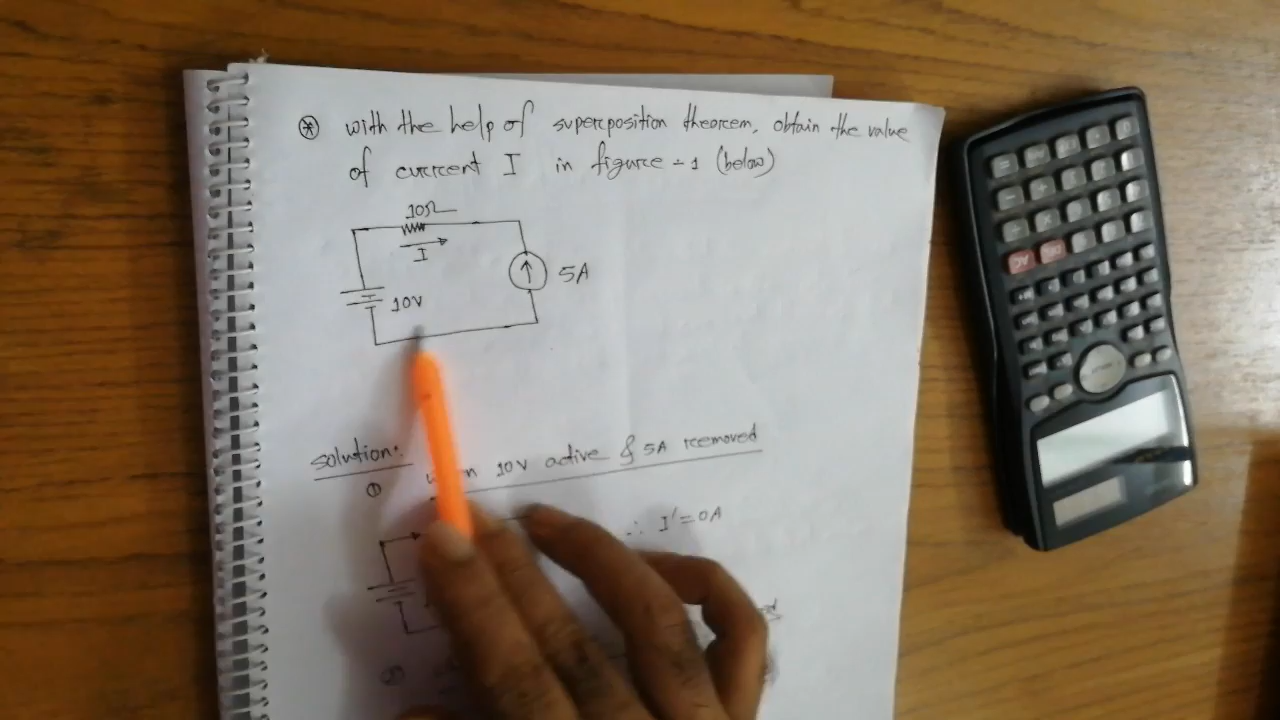 ⊛ with the help of superposition theorem, obtain the value
of current I in figure-1 (below)
10Ω
I
5A
10V
solution:
① 10V active & 5A removed
∴ I' = 0A